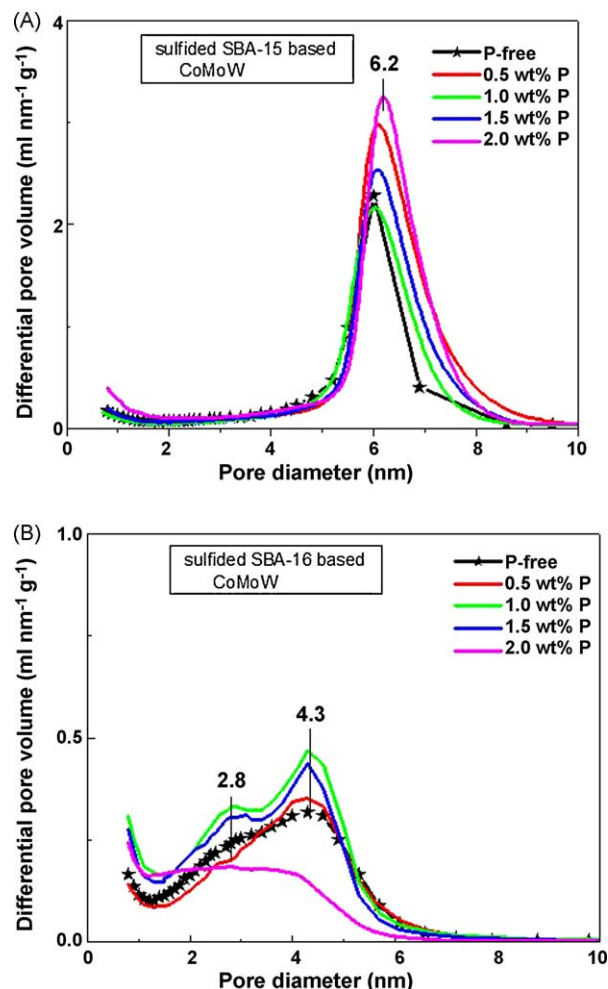 (A)
sulfided SBA-15 based
CoMoW
6.2
P-free
0.5 wt% P
1.0 wt% P
1.5 wt% P
2.0 wt% P
Differential pore volume (ml nm⁻¹ g⁻¹)
4
2
0
0 2 4 6 8 10
Pore diameter (nm)
(B)
sulfided SBA-16 based
CoMoW
P-free
0.5 wt% P
1.0 wt% P
1.5 wt% P
2.0 wt% P
4.3
2.8
Differential pore volume (ml nm⁻¹ g⁻¹)
1.0
0.5
0.0
0 2 4 6 8 10
Pore diameter (nm)